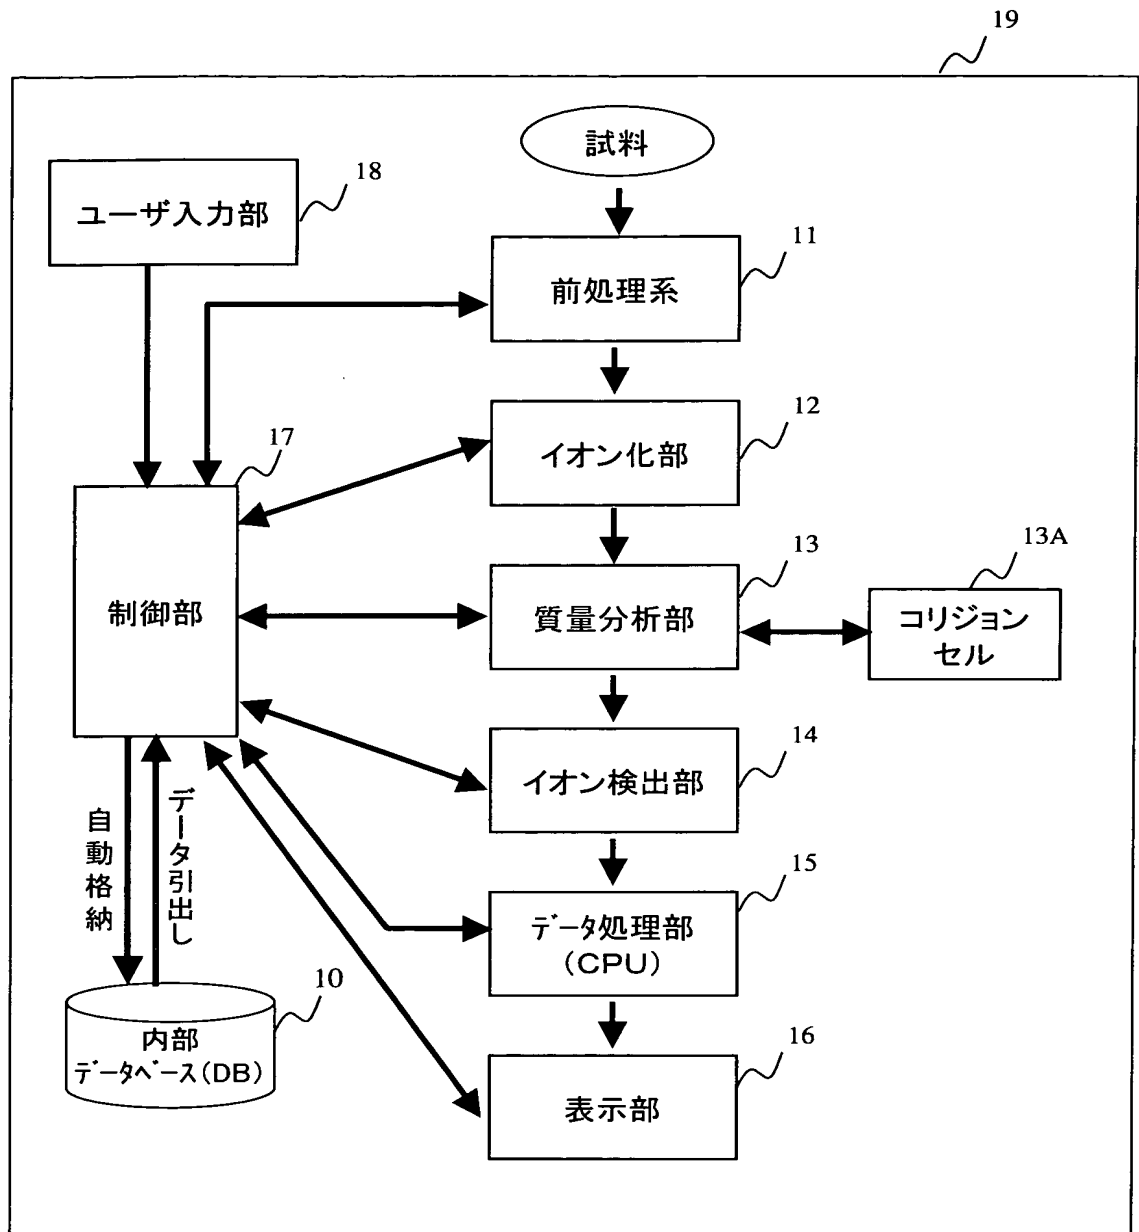 19
試料
18
ユーザ入力部
11
前処理系
12
イオン化部
17
制御部
13
質量分析部
13A
コリジョン
セル
14
イオン検出部
自動格納
データ引出し
15
データ処理部
(CPU)
10
内部
データベース(DB)
16
表示部